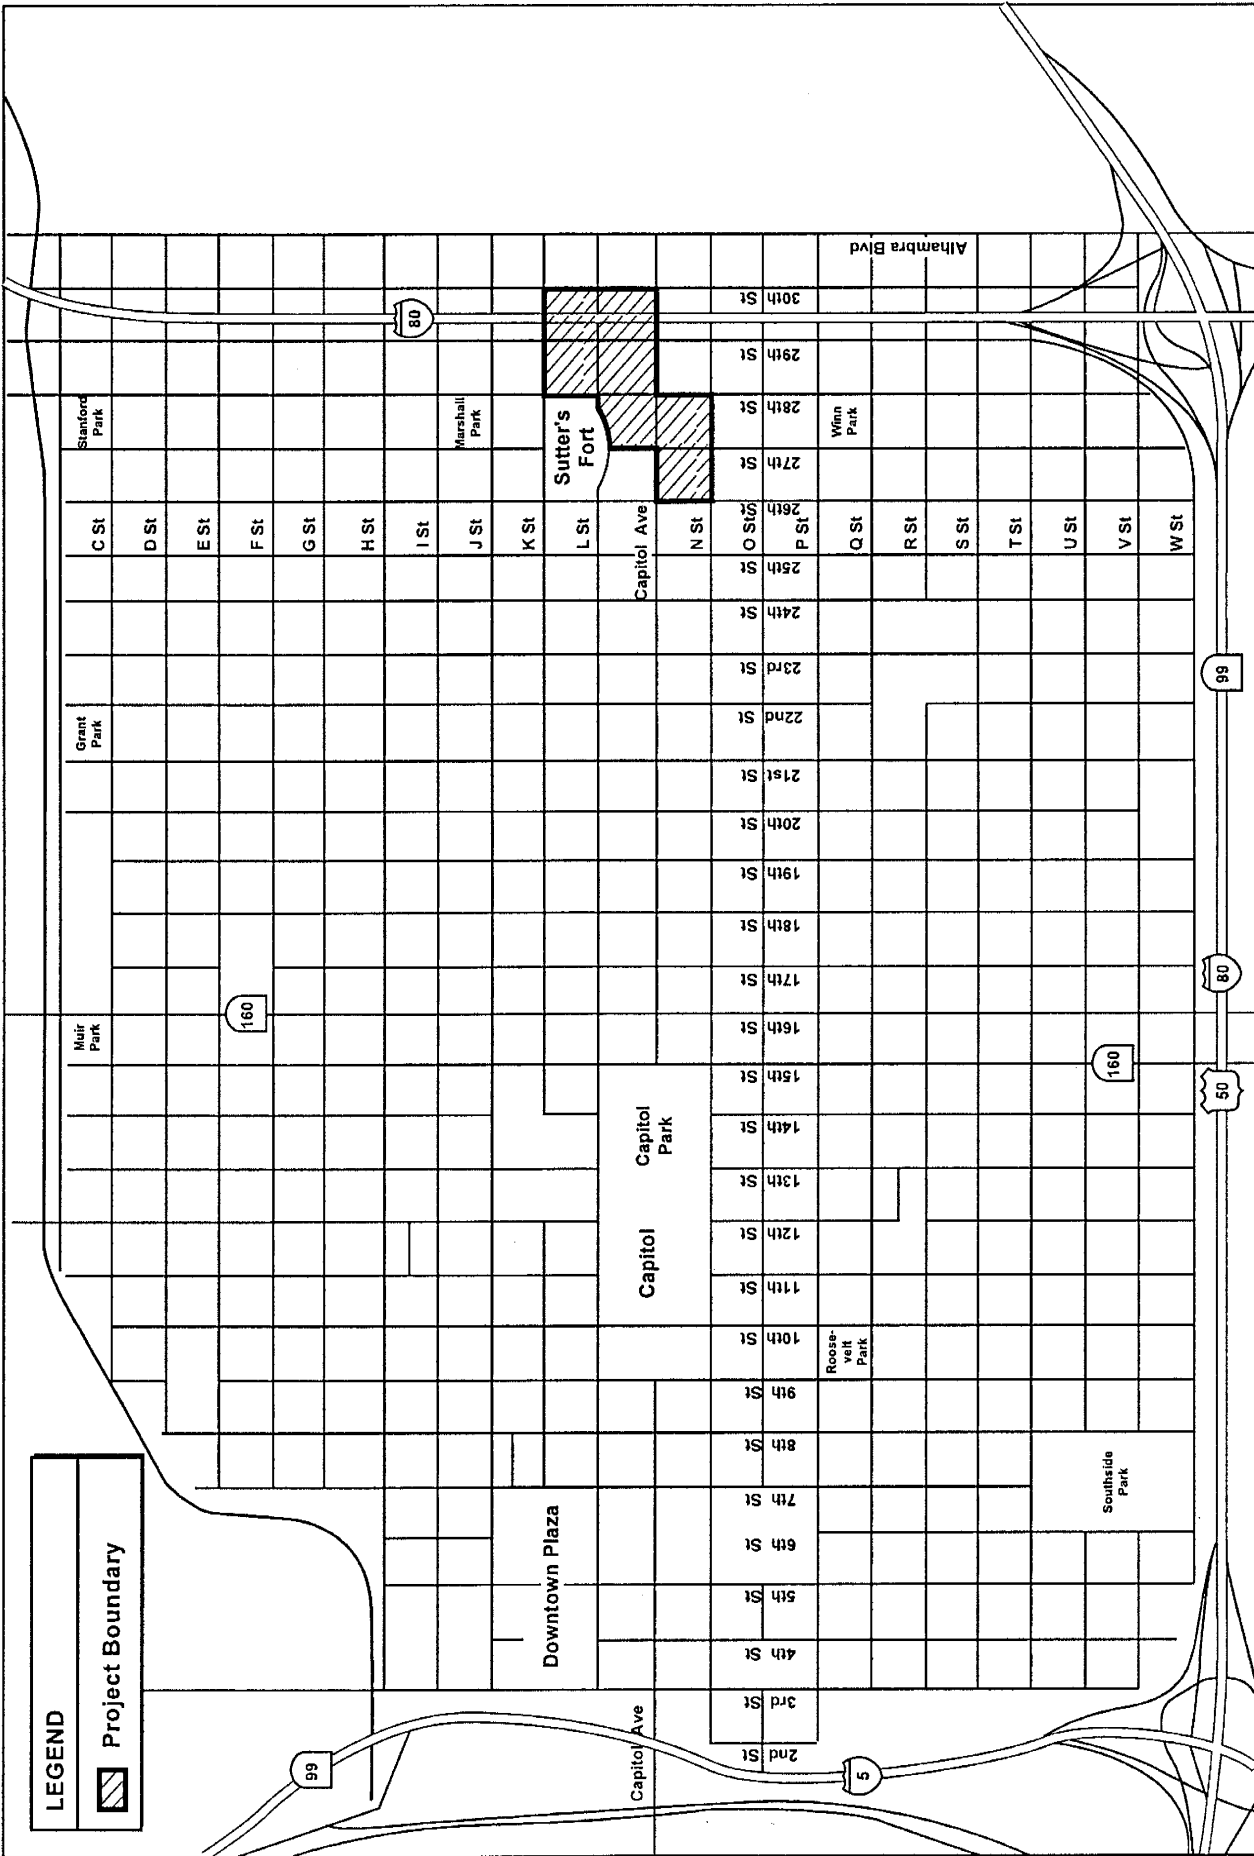 LEGEND
Project Boundary
Stanford
Park
Grant
Park
Muir
Park
C St
D St
E St
F St
G St
H St
I St
J St
K St
L St
Capitol Ave
N St
O St
P St
Q St
R St
S St
T St
U St
V St
W St
160
80
Marshall
Park
Downtown Plaza
Sutter's
Fort
Capitol
Capitol
Park
Capitol Ave
2nd St
3rd St
4th St
5th St
6th St
7th St
8th St
9th St
10th St
11th St
12th St
13th St
14th St
15th St
16th St
17th St
18th St
19th St
20th St
21st St
22nd St
23rd St
24th St
25th St
26th St
27th St
28th St
29th St
30th St
Alhambra Blvd
Roose-
velt
Park
Winn
Park
Southside
Park
99
5
160
50
80
99